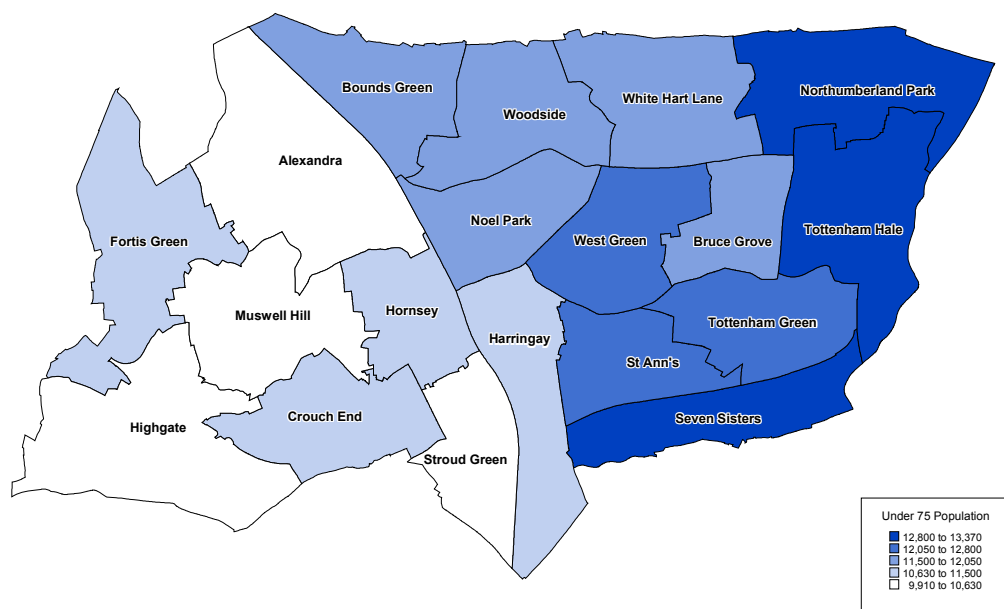 Bounds Green
Woodside
White Hart Lane
Northumberland Park
Alexandra
Noel Park
West Green
Bruce Grove
Tottenham Hale
Fortis Green
Muswell Hill
Hornsey
Harringay
Tottenham Green
St Ann's
Seven Sisters
Crouch End
Highgate
Stroud Green
Under 75 Population
12,800 to 13,370
12,050 to 12,800
11,500 to 12,050
10,630 to 11,500
9,910 to 10,630